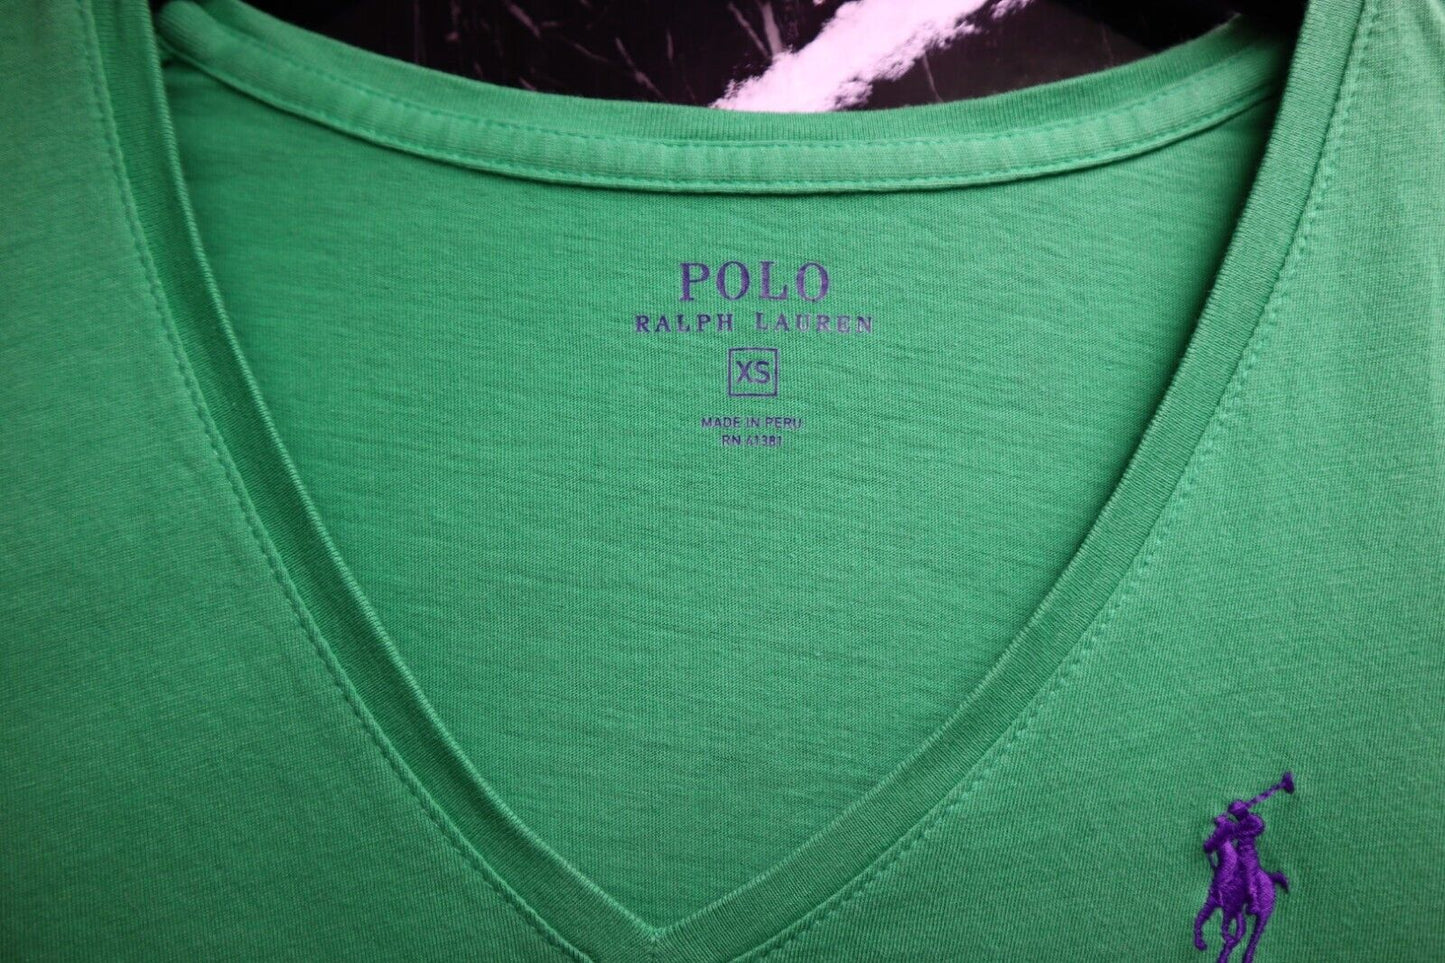 POLO
RALPH LAUREN
XS
MADE IN PERU
RN 41381